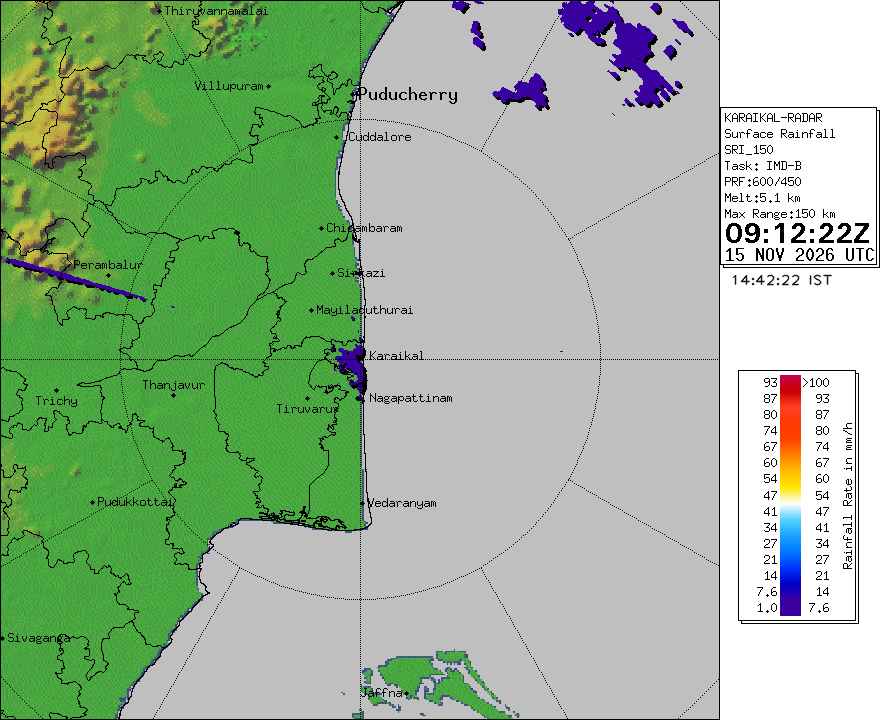 Thiruvannamalai
Villupuram
Puducherry
Cuddalore
Chidambaram
Sirkazi
Perambalur
Mayiladuthurai
Karaikal
Thanjavur
Trichy
Tiruvarur
Nagapattinam
Pudukkottai
Vedaranyam
Sivaganga
Jaffna
KARAIKAL-RADAR
Surface Rainfall
SRI_150
Task: IMD-B
PRF:600/450
Melt:5.1 km
Max Range:150 km
09:12:22Z
15 NOV 2026 UTC
14:42:22 IST
93 >100
87 93
80 87
74 80
67 74
60 67
54 60
47 54
41 47
34 41
27 34
21 27
14 21
7.6 14
1.0 7.6
Rainfall Rate in mm/h